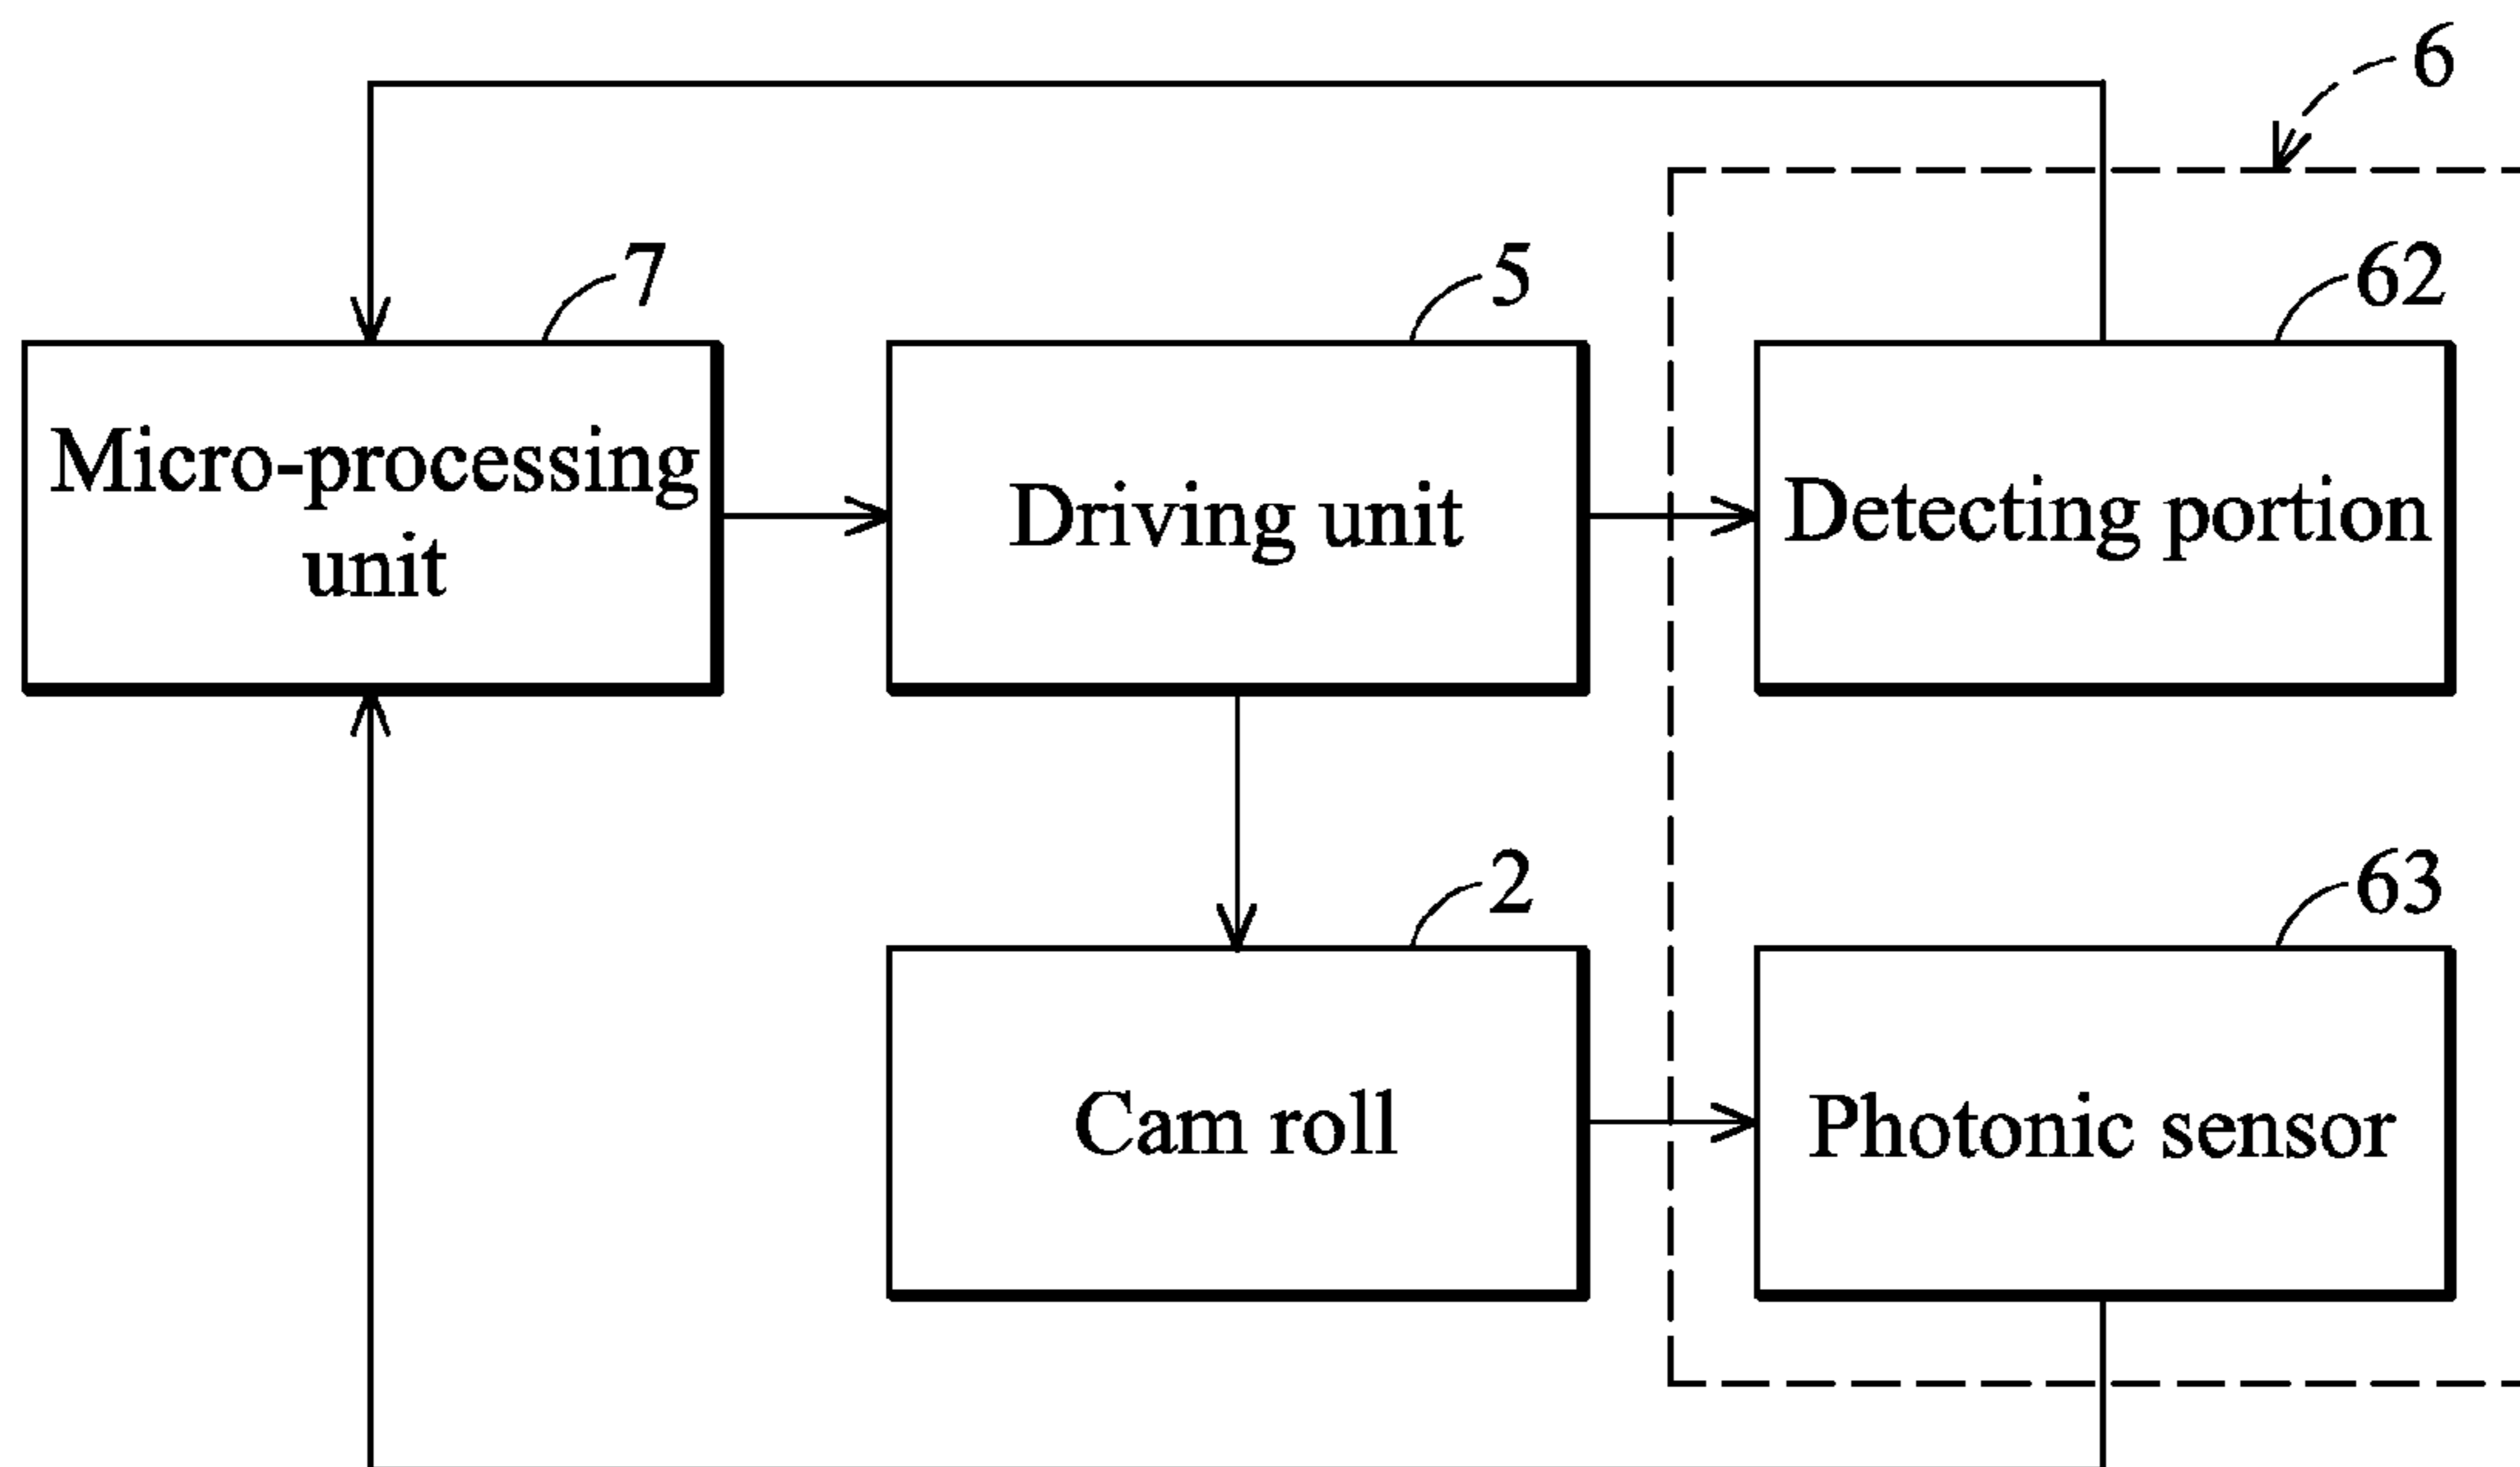 6
7
5
62
Micro-processing
unit
Driving unit
Detecting portion
2
63
Cam roll
Photonic sensor